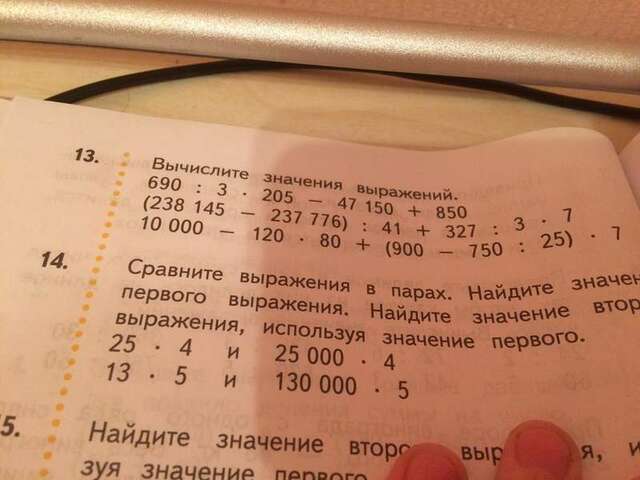 13.
Вычислите значения выражений.
690 : 3 · 205 − 47 150 + 850
(238 145 − 237 776) : 41 + 327 : 3 · 7
10 000 − 120 · 80 + (900 − 750 : 25) · 7
14.
Сравните выражения в парах. Найдите значен
первого выражения. Найдите значение втор
выражения, используя значение первого.
25 · 4 и 25 000 · 4
13 · 5 и 130 000 · 5
5.
Найдите значение второ выр я, и
зуя значение первого.